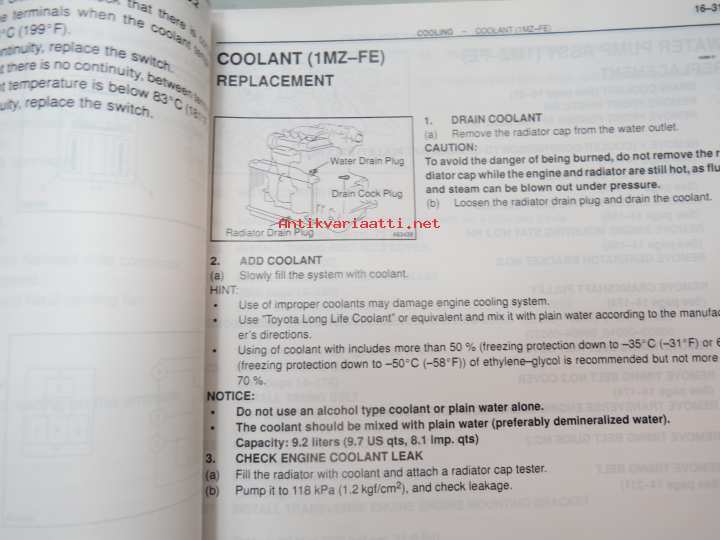 that there is con
e terminals when the coolant temp
°C (199°F).
ontinuity, replace the switch.
t there is no continuity, between term
t temperature is below 83°C (181°F
uity, replace the switch.
COOLING – COOLANT (1MZ–FE)
16–31
COOLANT (1MZ–FE)
REPLACEMENT
Water Drain Plug
Drain Cock Plug
Radiator Drain Plug
Antikvariaatti.net
1. DRAIN COOLANT
(a) Remove the radiator cap from the water outlet.
CAUTION:
To avoid the danger of being burned, do not remove the r
diator cap while the engine and radiator are still hot, as flu
and steam can be blown out under pressure.
(b) Loosen the radiator drain plug and drain the coolant.
2. ADD COOLANT
(a) Slowly fill the system with coolant.
HINT:
• Use of improper coolants may damage engine cooling system.
• Use "Toyota Long Life Coolant" or equivalent and mix it with plain water according to the manufac
er's directions.
• Using of coolant with includes more than 50 % (freezing protection down to –35°C (–31°F) or 6
(freezing protection down to –50°C (–58°F)) of ethylene–glycol is recommended but not more
70 %.
NOTICE:
• Do not use an alcohol type coolant or plain water alone.
• The coolant should be mixed with plain water (preferably demineralized water).
Capacity: 9.2 liters (9.7 US qts, 8.1 lmp. qts)
3. CHECK ENGINE COOLANT LEAK
(a) Fill the radiator with coolant and attach a radiator cap tester.
(b) Pump it to 118 kPa (1.2 kgf/cm²), and check leakage.